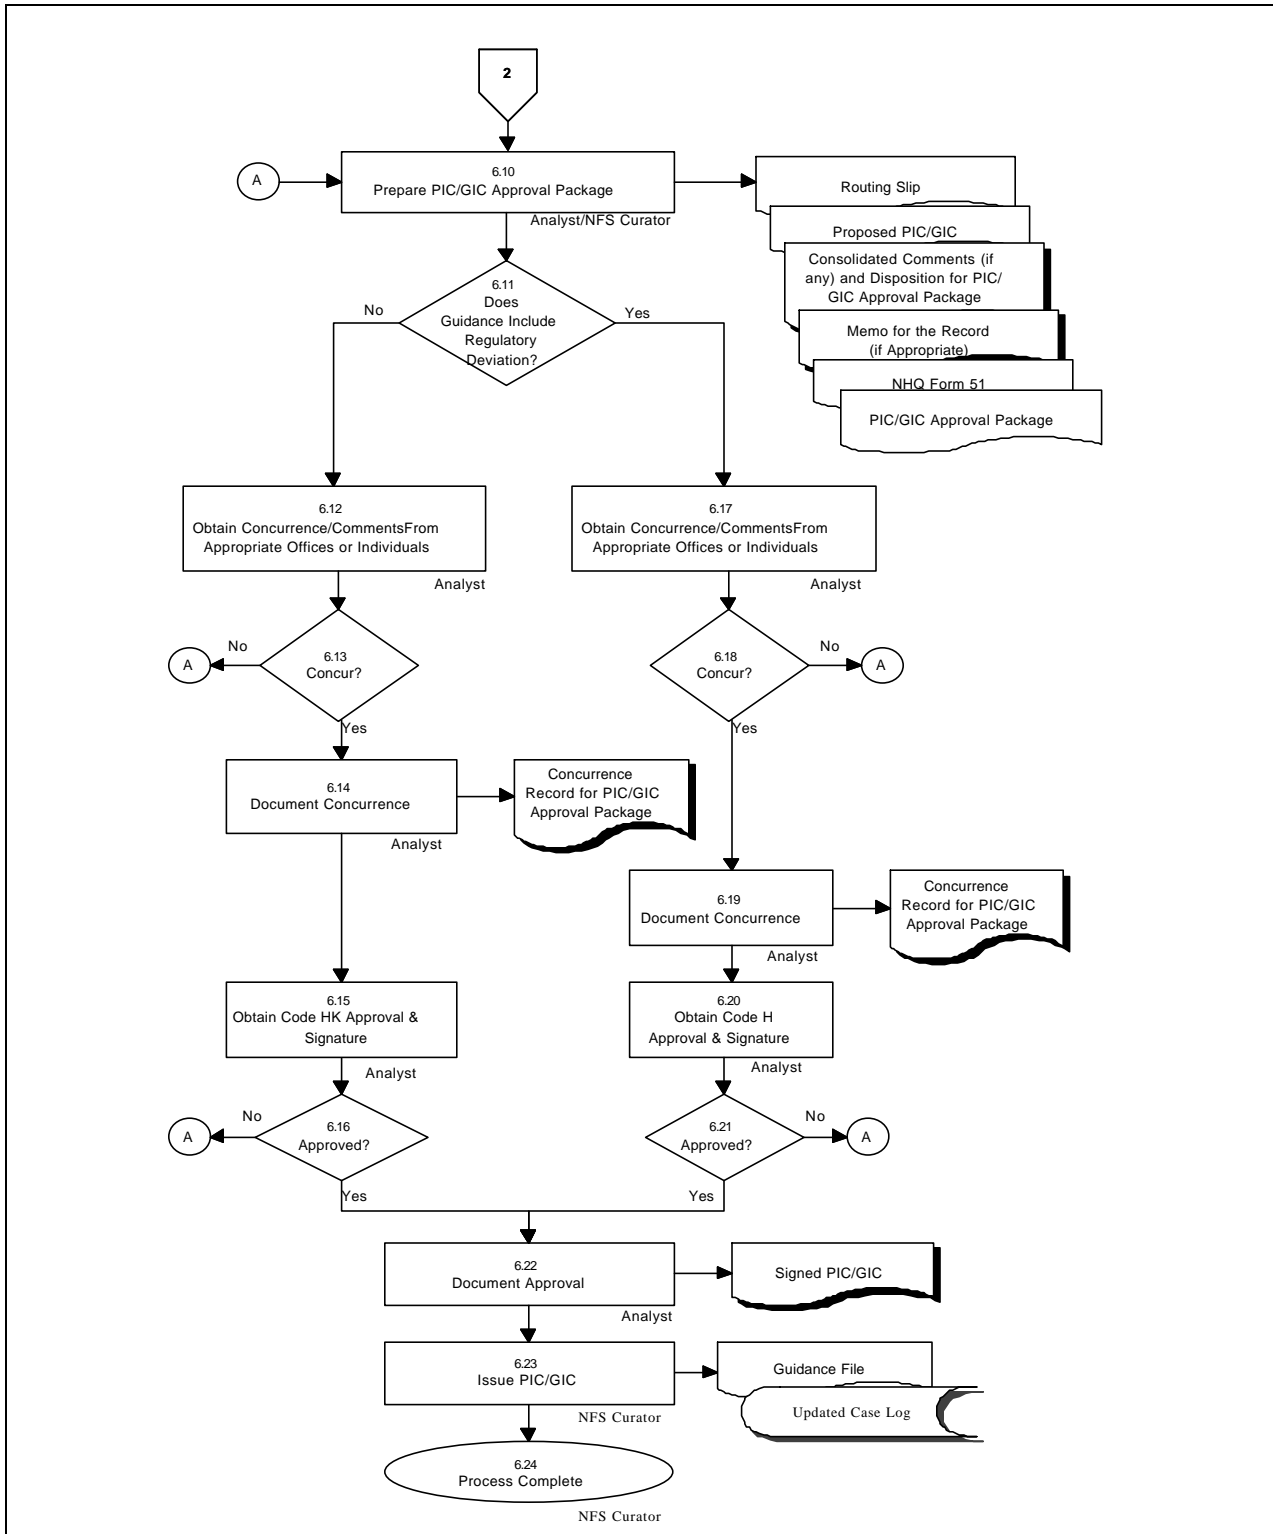 2
A
6.10
Prepare PIC/GIC Approval Package
Analyst/NFS Curator
Routing Slip
Proposed PIC/GIC
Consolidated Comments (if
any) and Disposition for PIC/
GIC Approval Package
Memo for the Record
(if Appropriate)
NHQ Form 51
PIC/GIC Approval Package
6.11
Does
Guidance Include
Regulatory
Deviation?
No
Yes
6.12
Obtain Concurrence/CommentsFrom
Appropriate Offices or Individuals
Analyst
6.17
Obtain Concurrence/CommentsFrom
Appropriate Offices or Individuals
Analyst
A
No
6.13
Concur?
Yes
6.18
Concur?
No
A
Yes
6.14
Document Concurrence
Analyst
Concurrence
Record for PIC/GIC
Approval Package
6.19
Document Concurrence
Analyst
Concurrence
Record for PIC/GIC
Approval Package
6.15
Obtain Code HK Approval &
Signature
Analyst
6.20
Obtain Code H
Approval & Signature
Analyst
A
No
6.16
Approved?
Yes
6.21
Approved?
No
A
Yes
6.22
Document Approval
Analyst
Signed PIC/GIC
6.23
Issue PIC/GIC
NFS Curator
Guidance File
Updated Case Log
6.24
Process Complete
NFS Curator